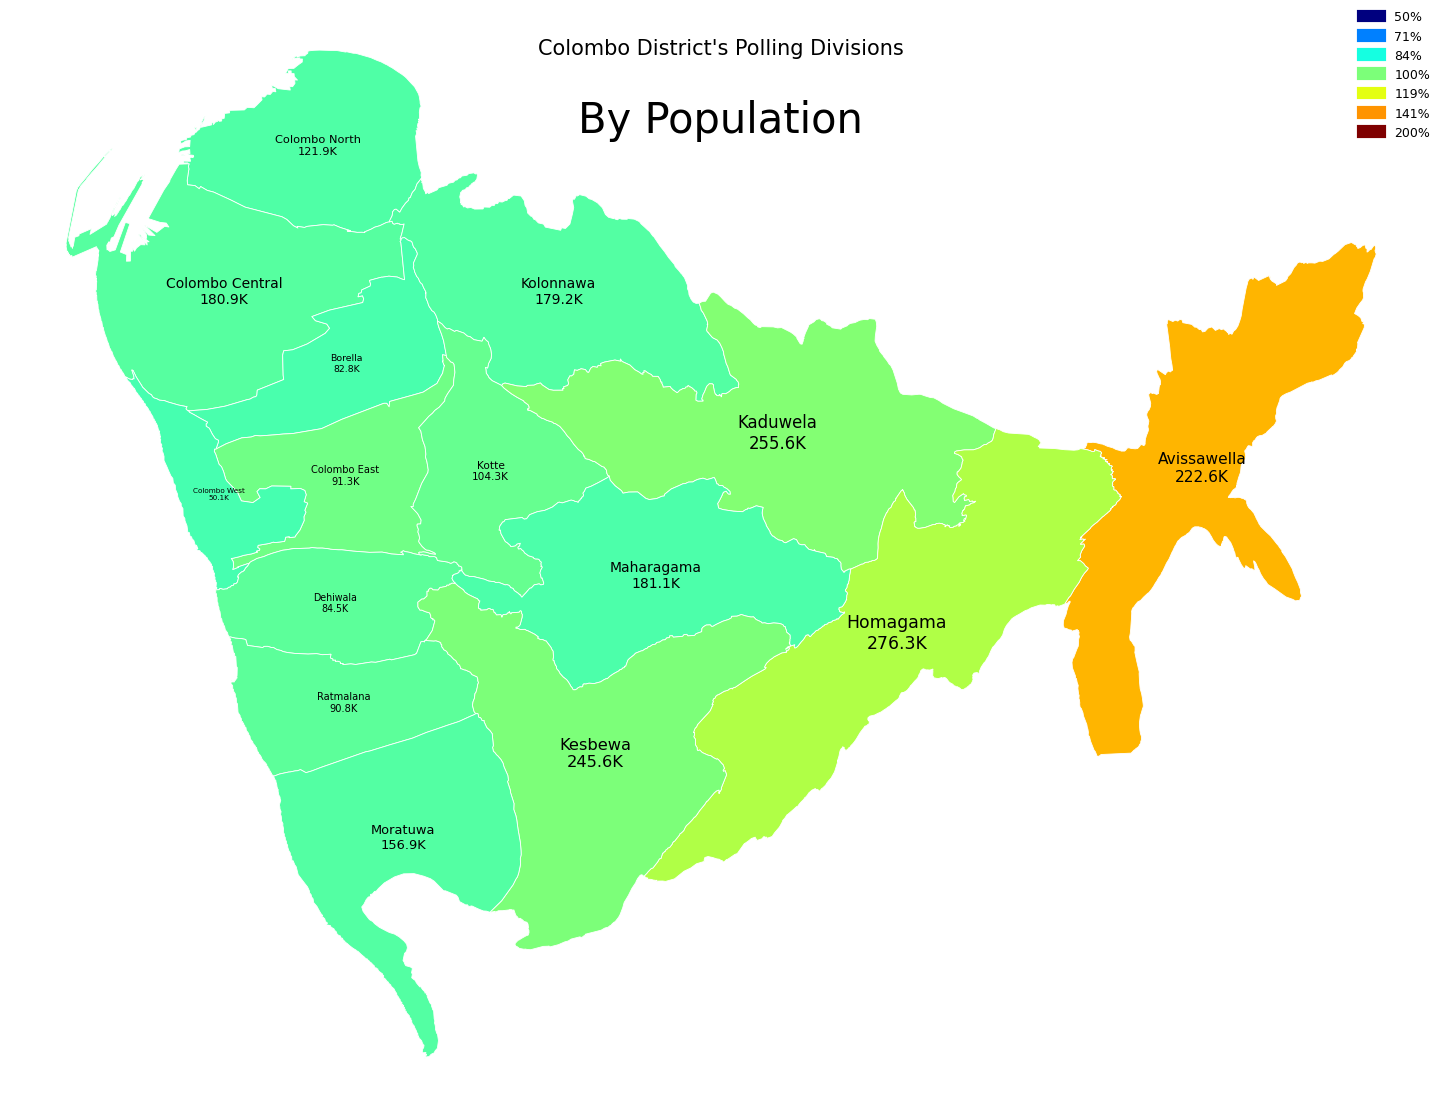 Colombo District's Polling Divisions
By Population
50%
71%
84%
100%
119%
141%
200%
Colombo North
121.9K
Colombo Central
180.9K
Kolonnawa
179.2K
Borella
82.8K
Kaduwela
255.6K
Colombo East
91.3K
Kotte
104.3K
Avissawella
222.6K
Colombo West
50.1K
Maharagama
181.1K
Dehiwala
84.5K
Homagama
276.3K
Ratmalana
90.8K
Kesbewa
245.6K
Moratuwa
156.9K